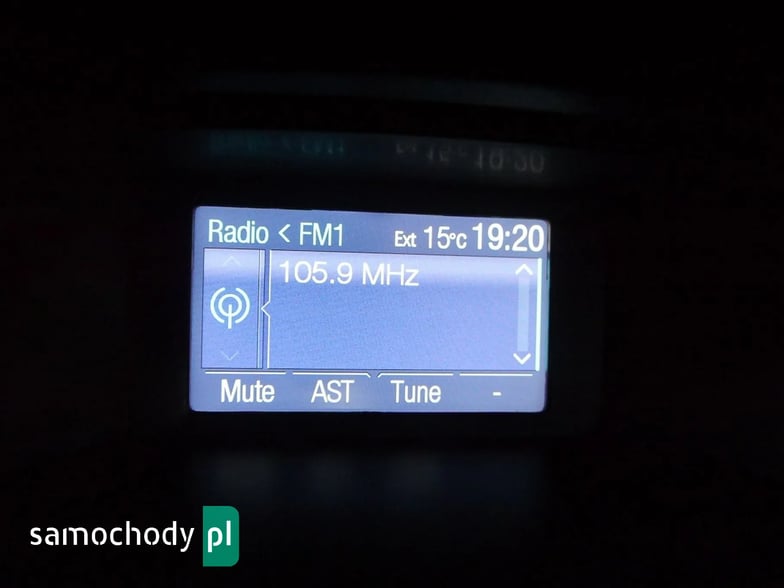 Radio < FM1 Ext 15°c 19:20
105.9 MHz
Mute AST Tune -
samochody pl